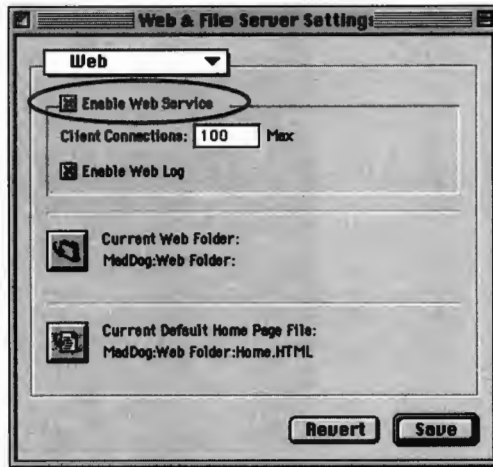 Web & File Server Settings
Web
Enable Web Service
Client Connections: 100 Max
Enable Web Log
Current Web Folder:
MadDog:Web Folder:
Current Default Home Page File:
MadDog:Web Folder:Home.HTML
Revert Save